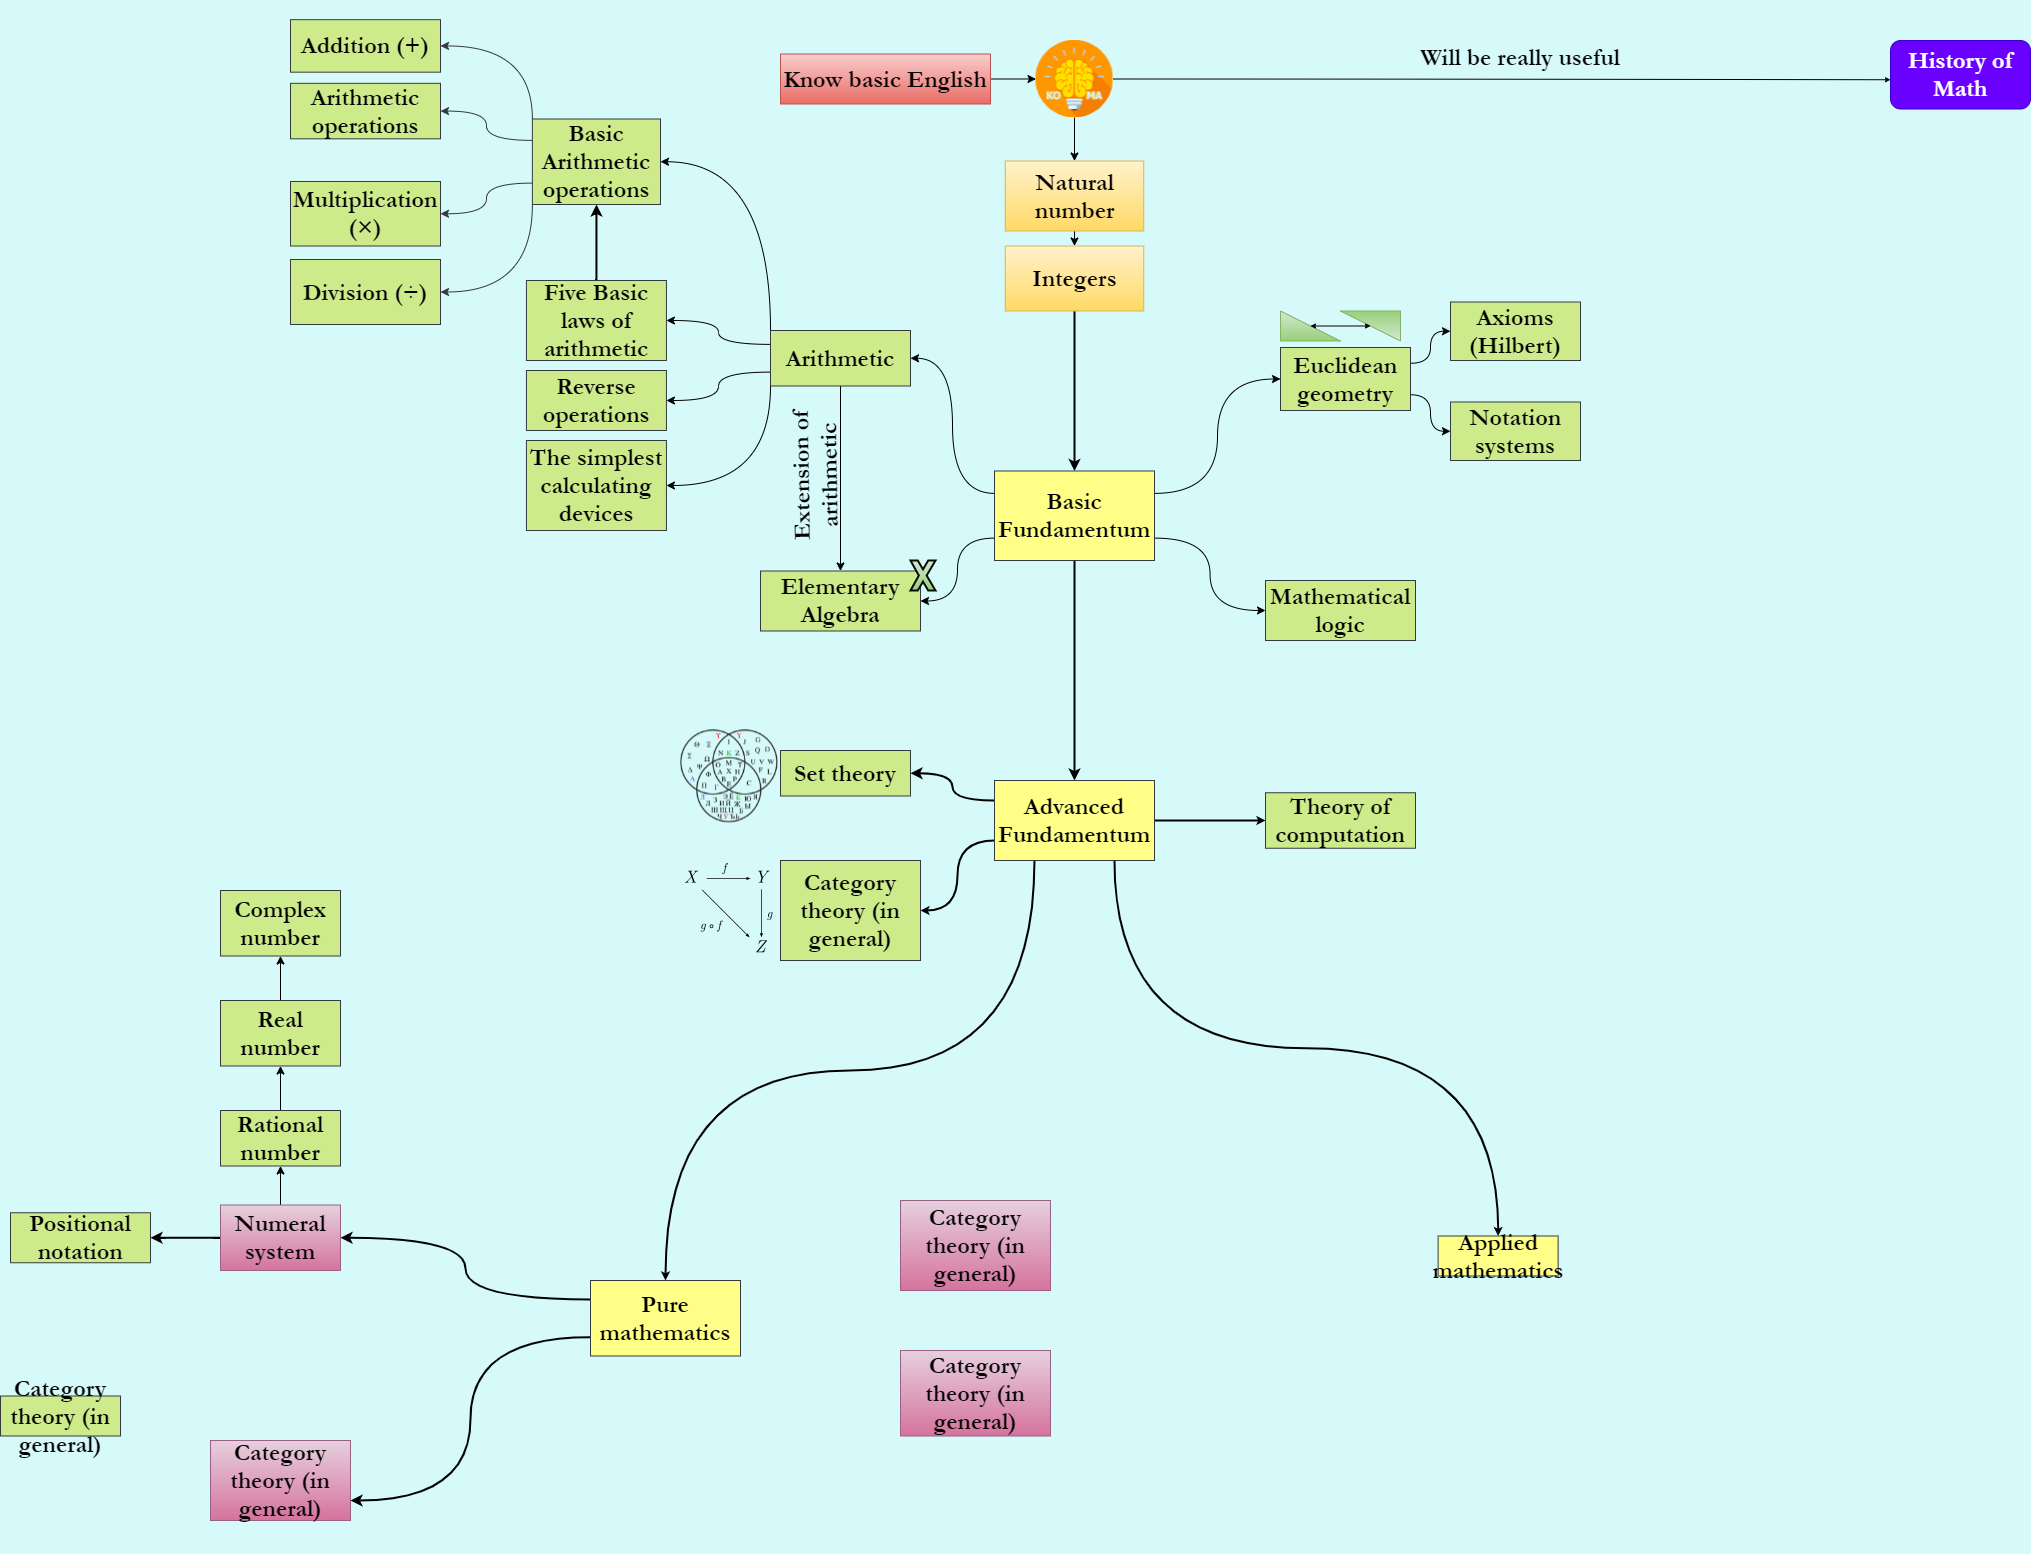 Addition (+)
Arithmetic
operations
Multiplication
(×)
Division (÷)
Basic
Arithmetic
operations
Five Basic
laws of
arithmetic
Reverse
operations
The simplest
calculating
devices
Arithmetic
Extension of
arithmetic
Elementary
Algebra
X
Know basic English
KO MA
Will be really useful
History of
Math
Natural
number
Integers
Basic
Fundamentum
Euclidean
geometry
Axioms
(Hilbert)
Notation
systems
Mathematical
logic
Set theory
Advanced
Fundamentum
Theory of
computation
X f Y
g
g∘f
Z
Category
theory (in
general)
Complex
number
Real
number
Rational
number
Positional
notation
Numeral
system
Pure
mathematics
Category
theory (in
general)
Applied
mathematics
Category
theory (in
general)
Category
theory (in
general)
Category
theory (in
general)